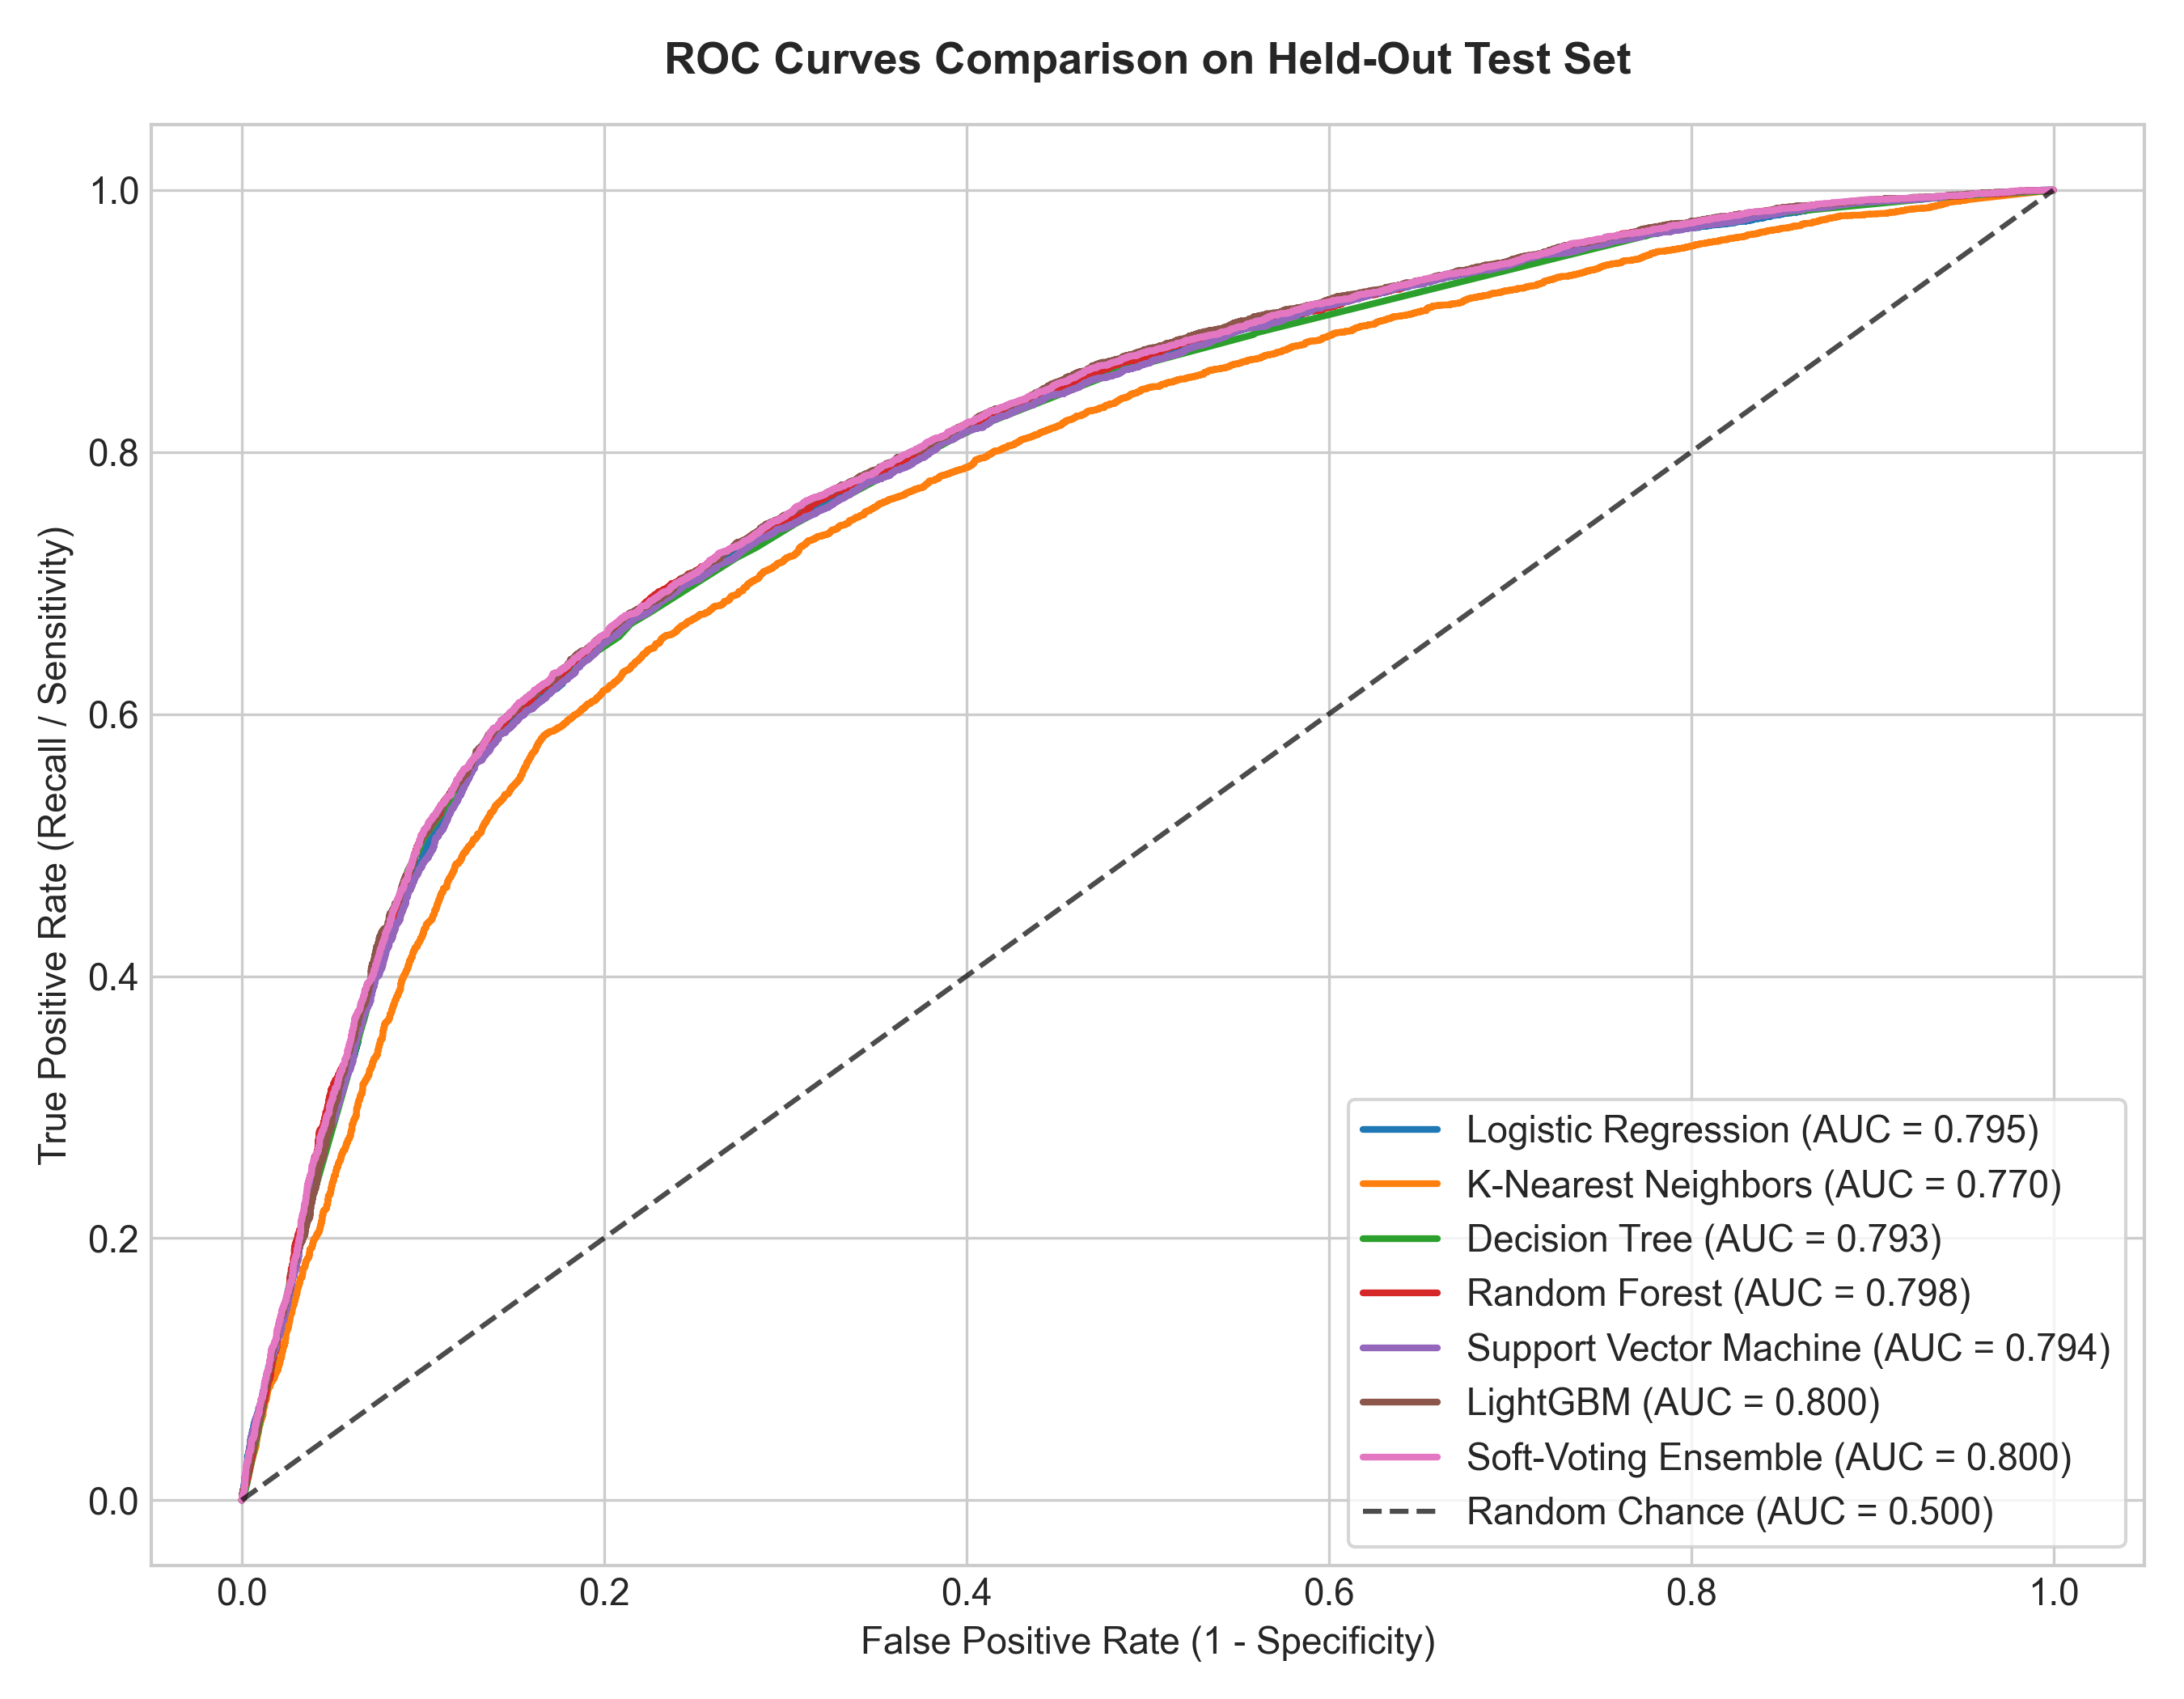 ROC Curves Comparison on Held-Out Test Set
True Positive Rate (Recall / Sensitivity)
1.0
0.8
0.6
0.4
0.2
0.0
Logistic Regression (AUC = 0.795)
K-Nearest Neighbors (AUC = 0.770)
Decision Tree (AUC = 0.793)
Random Forest (AUC = 0.798)
Support Vector Machine (AUC = 0.794)
LightGBM (AUC = 0.800)
Soft-Voting Ensemble (AUC = 0.800)
Random Chance (AUC = 0.500)
0.0 0.2 0.4 0.6 0.8 1.0
False Positive Rate (1 - Specificity)